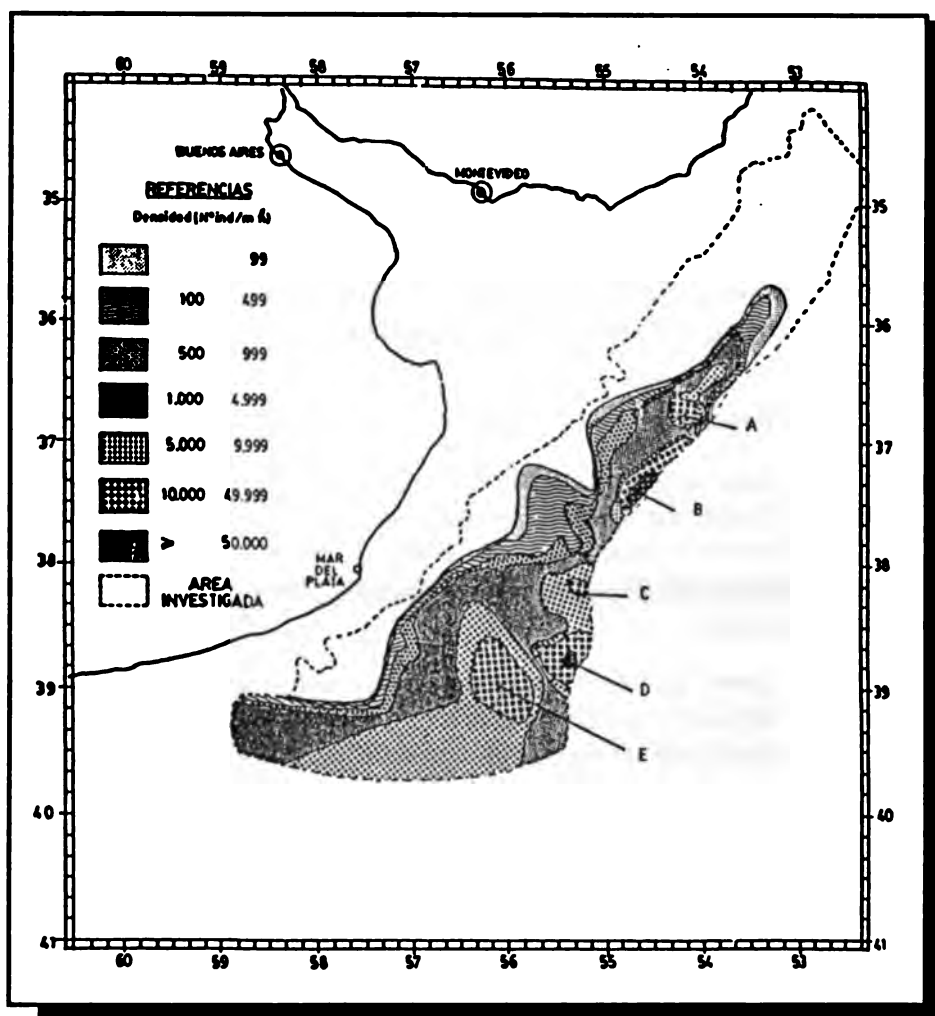 60 59 58 57 56 55 54 53
BUENOS AIRES
MONTEVIDEO
REFERENCIAS
Densidad (Nº ind/m ñ)
99
100 499
500 999
1.000 4.999
5.000 9.999
10.000 49.999
> 50.000
AREA
INVESTIGADA
MAR
DEL
PLATA
35 35
36 36
37 37
38 38
39 39
40 40
41 41
A
B
C
D
E
60 59 58 57 56 55 54 53